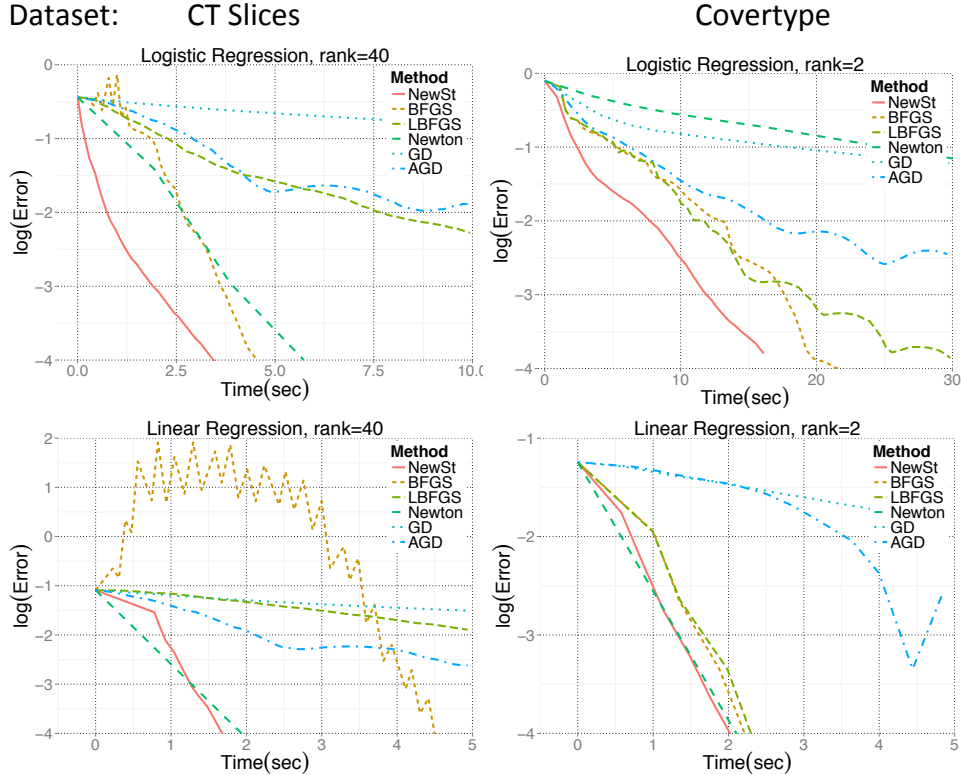 Dataset: CT Slices Covertype
Logistic Regression, rank=40
log(Error)
0
−1
−2
−3
−4
Method
NewSt
BFGS
LBFGS
Newton
GD
AGD
0.0 2.5 5.0 7.5 10.0
Time(sec)
Logistic Regression, rank=2
log(Error)
0
−1
−2
−3
−4
Method
NewSt
BFGS
LBFGS
Newton
GD
AGD
0 10 20 30
Time(sec)
Linear Regression, rank=40
log(Error)
2
1
0
−1
−2
−3
−4
Method
NewSt
BFGS
LBFGS
Newton
GD
AGD
0 1 2 3 4 5
Time(sec)
Linear Regression, rank=2
log(Error)
−1
−2
−3
−4
Method
NewSt
BFGS
LBFGS
Newton
GD
AGD
0 1 2 3 4 5
Time(sec)